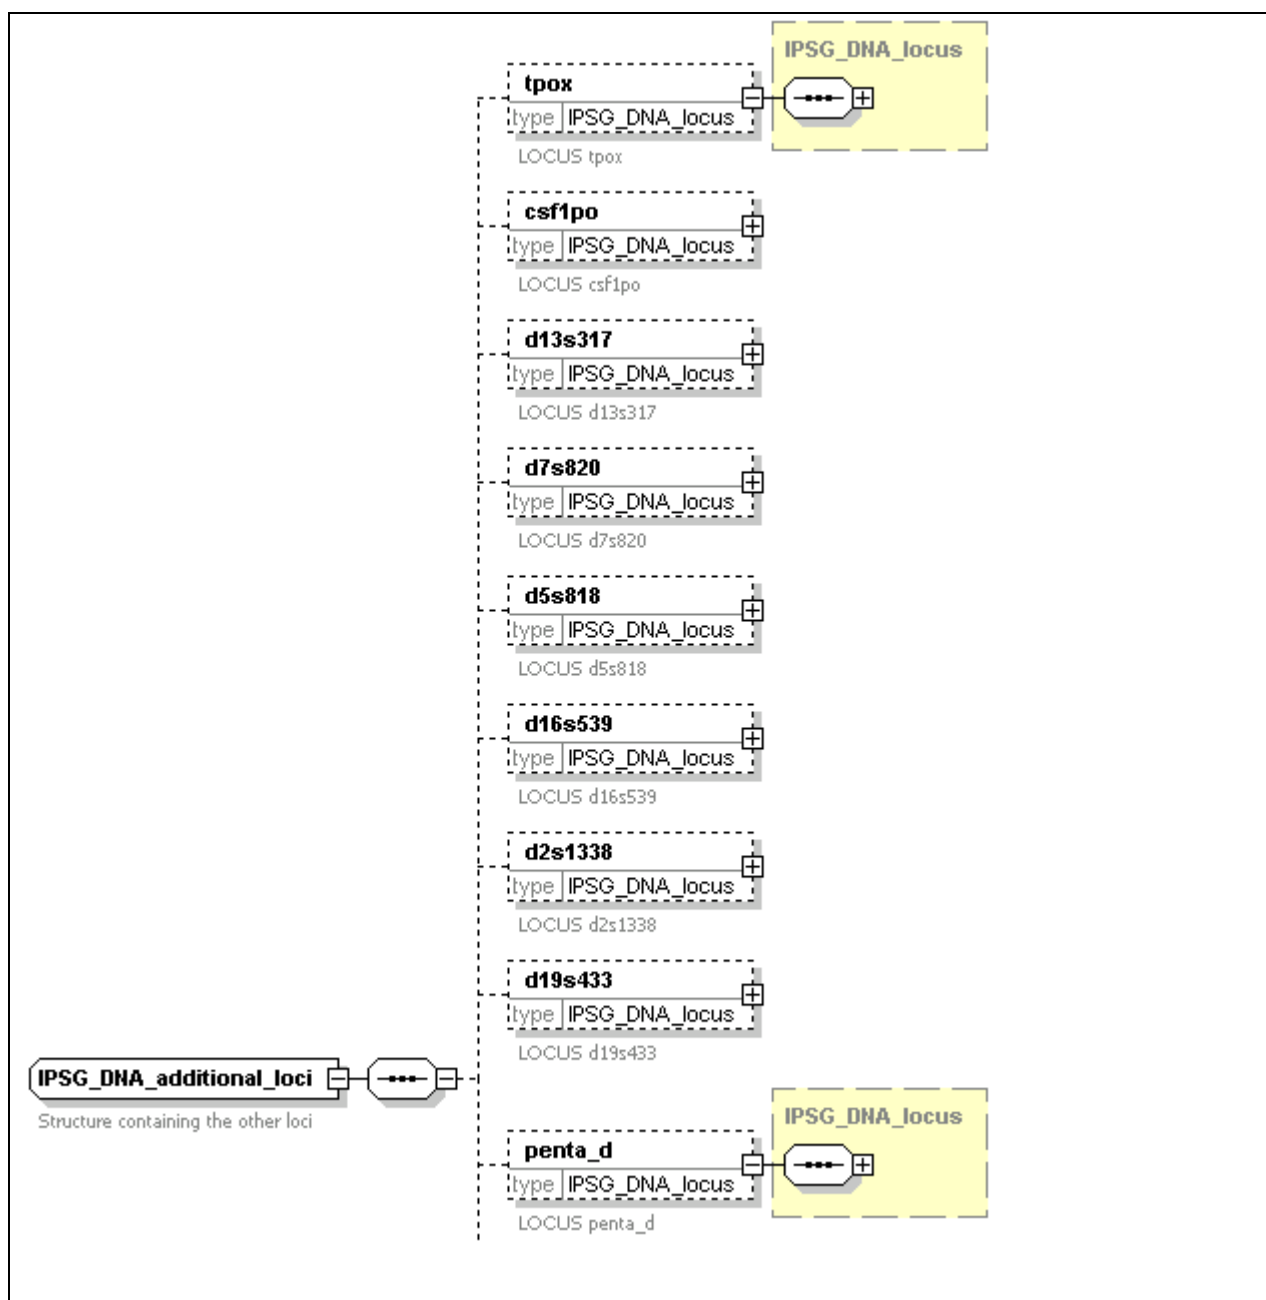 IPSG_DNA_locus
tpox
type IPSG_DNA_locus
LOCUS tpox
csf1po
type IPSG_DNA_locus
LOCUS csf1po
d13s317
type IPSG_DNA_locus
LOCUS d13s317
d7s820
type IPSG_DNA_locus
LOCUS d7s820
d5s818
type IPSG_DNA_locus
LOCUS d5s818
d16s539
type IPSG_DNA_locus
LOCUS d16s539
d2s1338
type IPSG_DNA_locus
LOCUS d2s1338
d19s433
type IPSG_DNA_locus
LOCUS d19s433
IPSG_DNA_additional_loci
Structure containing the other loci
IPSG_DNA_locus
penta_d
type IPSG_DNA_locus
LOCUS penta_d